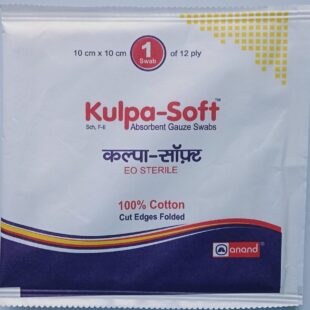 10 cm x 10 cm 1 Swab of 12 ply
Kulpa-Soft™
Sch. F-II Absorbent Gauze Swabs
कल्पा-सॉफ़्ट
EO STERILE
100% Cotton
Cut Edges Folded
anand